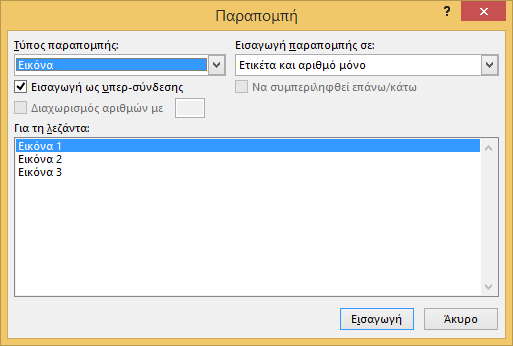 Παραπομπή
Τύπος παραπομπής: Εισαγωγή παραπομπής σε:
Εικόνα Ετικέτα και αριθμό μόνο
Εισαγωγή ως υπερ-σύνδεσης Να συμπεριληφθεί επάνω/κάτω
Διαχωρισμός αριθμών με
Για τη λεζάντα:
Εικόνα 1
Εικόνα 2
Εικόνα 3
Εισαγωγή Άκυρο